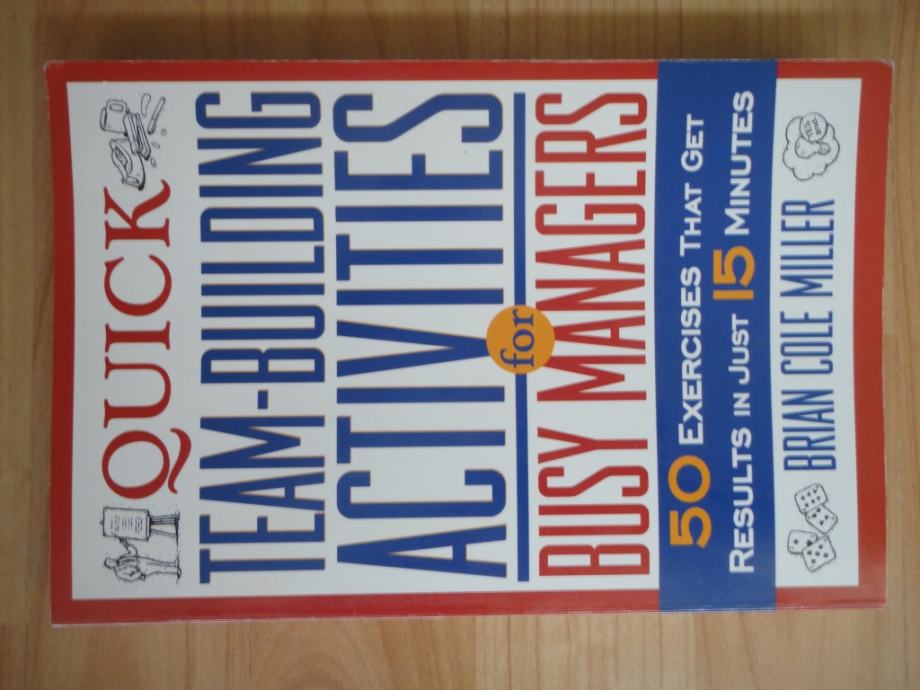 QUICK
TEAM-BUILDING
ACTIVITIES
for
BUSY MANAGERS
50 EXERCISES THAT GET
RESULTS IN JUST 15 MINUTES
BRIAN COLE MILLER